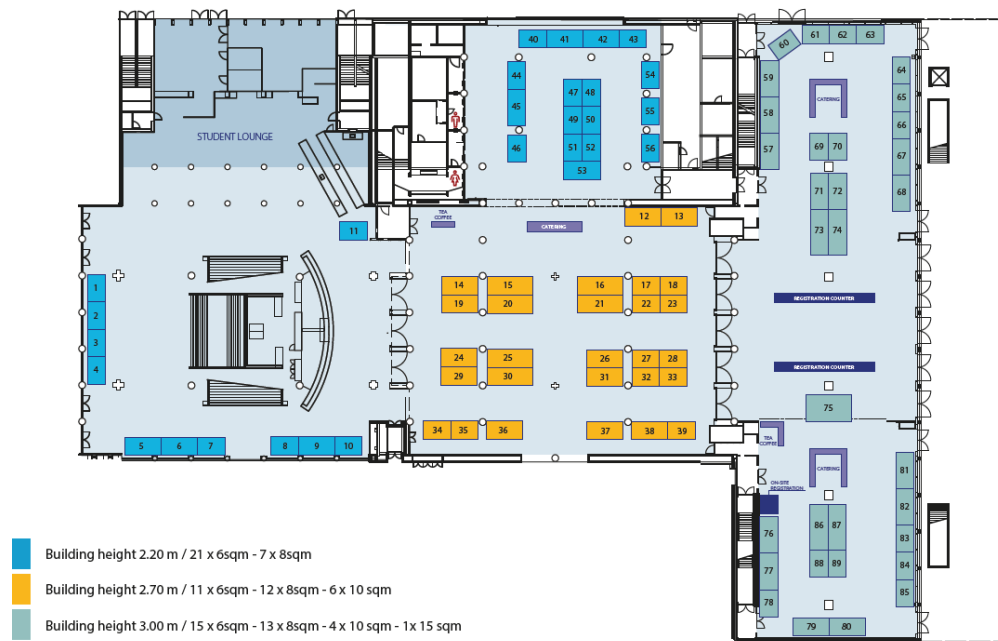 40 41 42 43
61 62 63
60
44
54
59
64
CATERING
47 48
65
45
55
58
49 50
66
STUDENT LOUNGE
46
51 52
56
57
69 70
67
53
71 72
68
TEA
COFFEE
CATERING
12 13
11
73 74
1
14 15 16 17 18
2
19 20 21 22 23
REGISTRATION COUNTER
3
4
24 25 26 27 28
29 30 31 32 33
REGISTRATION COUNTER
75
34 35 36 37 38 39
5 6 7 8 9 10
TEA
COFFEE
CATERING
81
ON-SITE
REGISTRATION
82
76
86 87
83
77
88 89
84
78
85
79 80
Building height 2.20 m / 21 x 6sqm - 7 x 8sqm
Building height 2.70 m / 11 x 6sqm - 12 x 8sqm - 6 x 10 sqm
Building height 3.00 m / 15 x 6sqm - 13 x 8sqm - 4 x 10 sqm - 1x 15 sqm